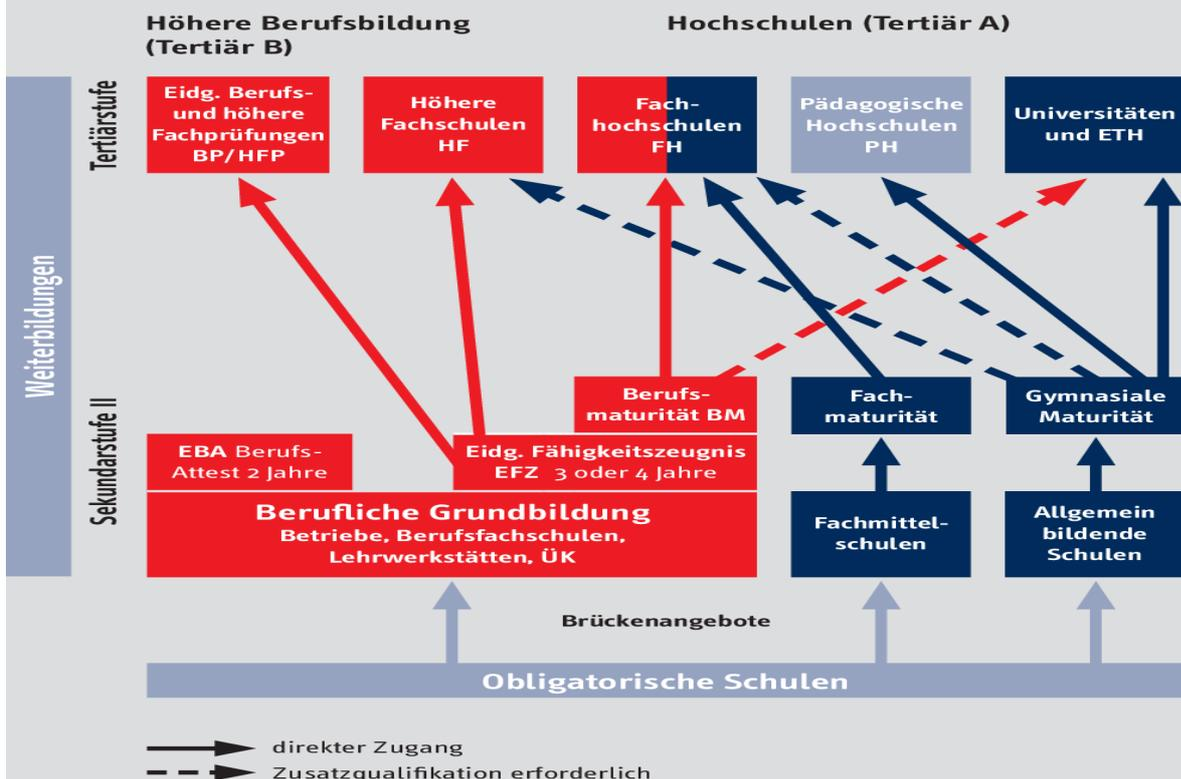 Höhere Berufsbildung
(Tertiär B)
Hochschulen (Tertiär A)
Weiterbildungen
Tertiärstufe
Eidg. Berufs-
und höhere
Fachprüfungen
BP/HFP
Höhere
Fachschulen
HF
Fach-
hochschulen
FH
Pädagogische
Hochschulen
PH
Universitäten
und ETH
Sekundarstufe II
Berufs-
maturität BM
Fach-
maturität
Gymnasiale
Maturität
EBA Berufs-
Attest 2 Jahre
Eidg. Fähigkeitszeugnis
EFZ 3 oder 4 Jahre
Berufliche Grundbildung
Betriebe, Berufsfachschulen,
Lehrwerkstätten, ÜK
Fachmittel-
schulen
Allgemein
bildende
Schulen
Brückenangebote
Obligatorische Schulen
direkter Zugang
Zusatzqualifikation erforderlich